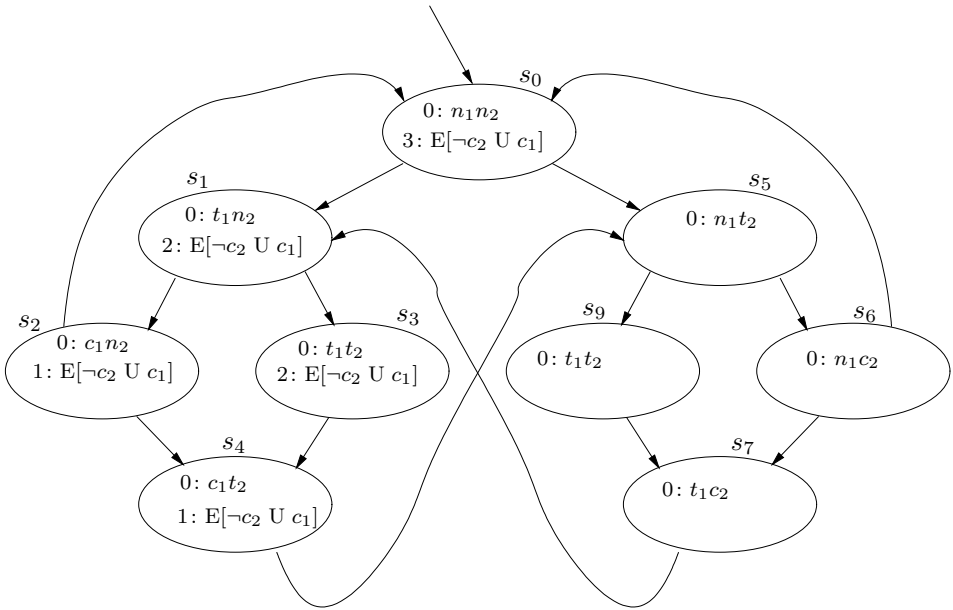 s₀
0: n₁n₂
3: E[¬c₂ U c₁]
s₁
0: t₁n₂
2: E[¬c₂ U c₁]
s₅
0: n₁t₂
s₂
0: c₁n₂
1: E[¬c₂ U c₁]
s₃
0: t₁t₂
2: E[¬c₂ U c₁]
s₉
0: t₁t₂
s₆
0: n₁c₂
s₄
0: c₁t₂
1: E[¬c₂ U c₁]
s₇
0: t₁c₂